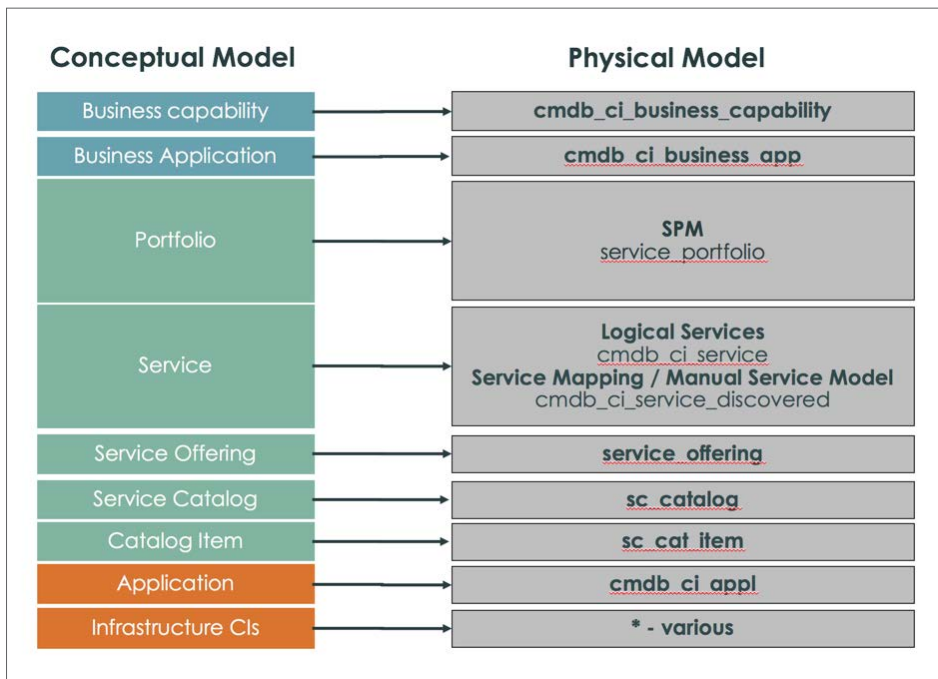 Conceptual Model
Physical Model
Business capability
cmdb_ci_business_capability
Business Application
cmdb_ci_business_app
Portfolio
SPM
service_portfolio
Service
Logical Services
cmdb_ci_service
Service Mapping / Manual Service Model
cmdb_ci_service_discovered
Service Offering
service_offering
Service Catalog
sc_catalog
Catalog Item
sc_cat_item
Application
cmdb_ci_appl
Infrastructure CIs
* - various